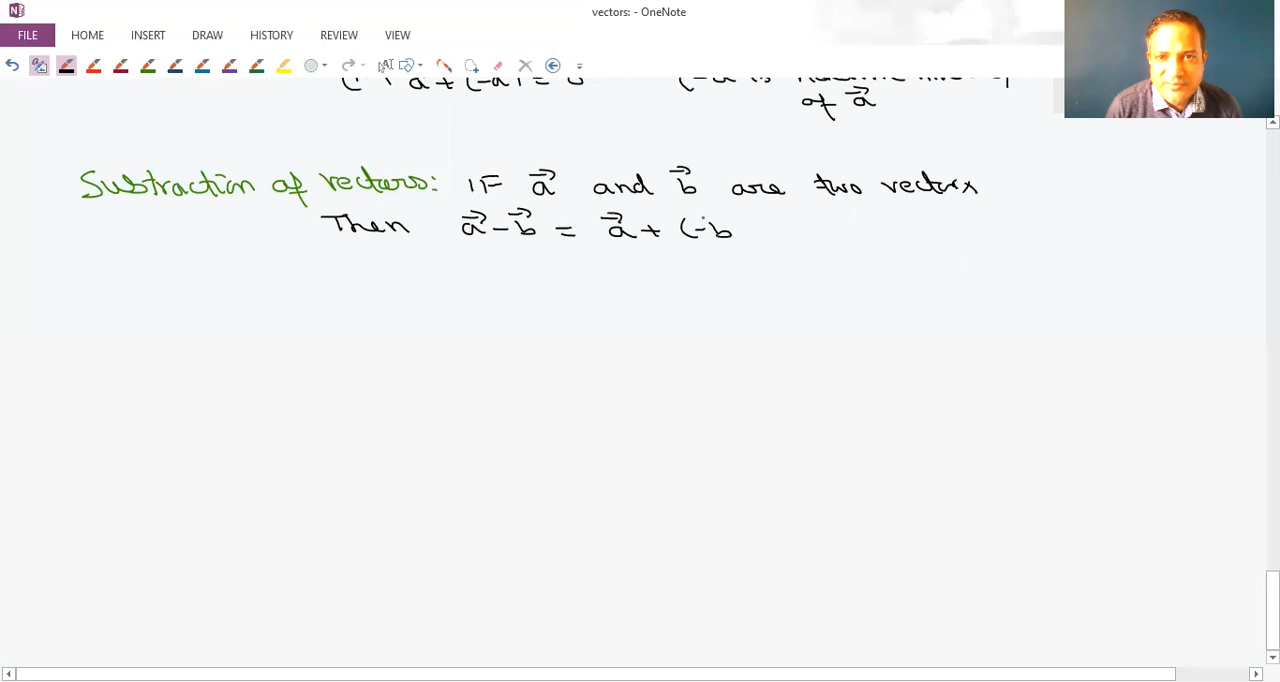 vectors: - OneNote
FILE HOME INSERT DRAW HISTORY REVIEW VIEW
of a⃗
Subtraction of vectors: IF a⃗ and b⃗ are two vectors
Then a⃗ - b⃗ = a⃗ + (-b